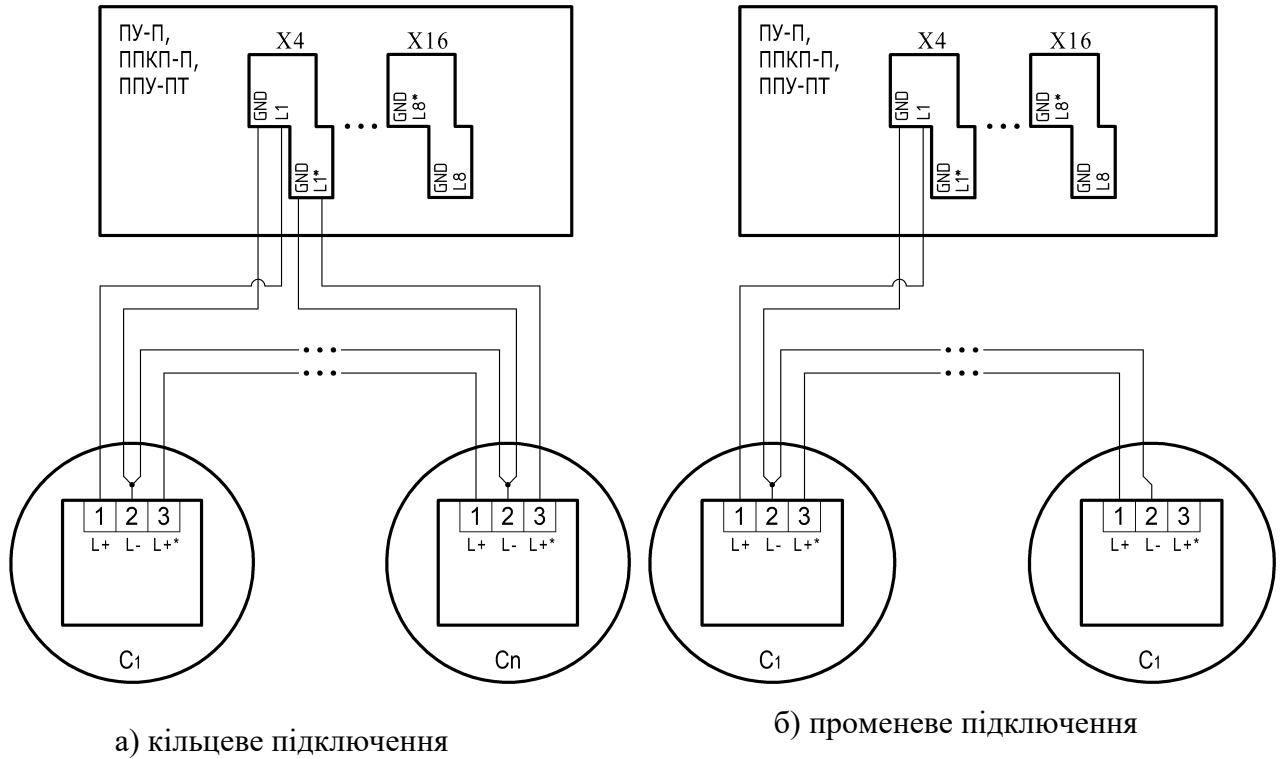 ПУ-П,
ППКП-П,
ППУ-ПТ
X4
X16
GND
L1
GND
L1*
GND
L8*
GND
L8
1 2 3
L+ L- L+*
C1
1 2 3
L+ L- L+*
Cn
а) кільцеве підключення
ПУ-П,
ППКП-П,
ППУ-ПТ
X4
X16
GND
L1
GND
L1*
GND
L8*
GND
L8
1 2 3
L+ L- L+*
C1
1 2 3
L+ L- L+*
C1
б) променеве підключення